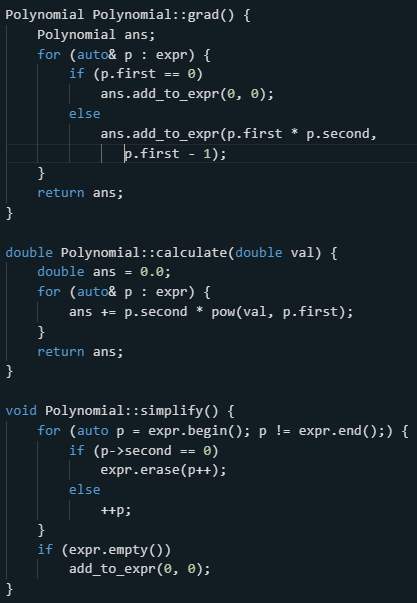 Polynomial Polynomial::grad() {
    Polynomial ans;
    for (auto& p : expr) {
        if (p.first == 0)
            ans.add_to_expr(0, 0);
        else
            ans.add_to_expr(p.first * p.second,
               p.first - 1);
    }
    return ans;
}

double Polynomial::calculate(double val) {
    double ans = 0.0;
    for (auto& p : expr) {
        ans += p.second * pow(val, p.first);
    }
    return ans;
}

void Polynomial::simplify() {
    for (auto p = expr.begin(); p != expr.end();) {
        if (p->second == 0)
            expr.erase(p++);
        else
            ++p;
    }
    if (expr.empty())
        add_to_expr(0, 0);
}